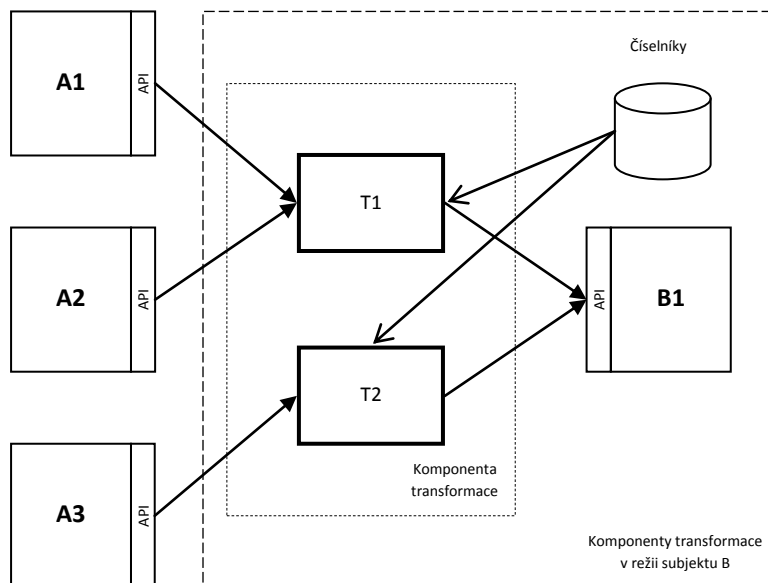 A1
API
Číselníky
T1
A2
API
API
B1
T2
Komponenta
transformace
A3
API
Komponenty transformace
v režii subjektu B